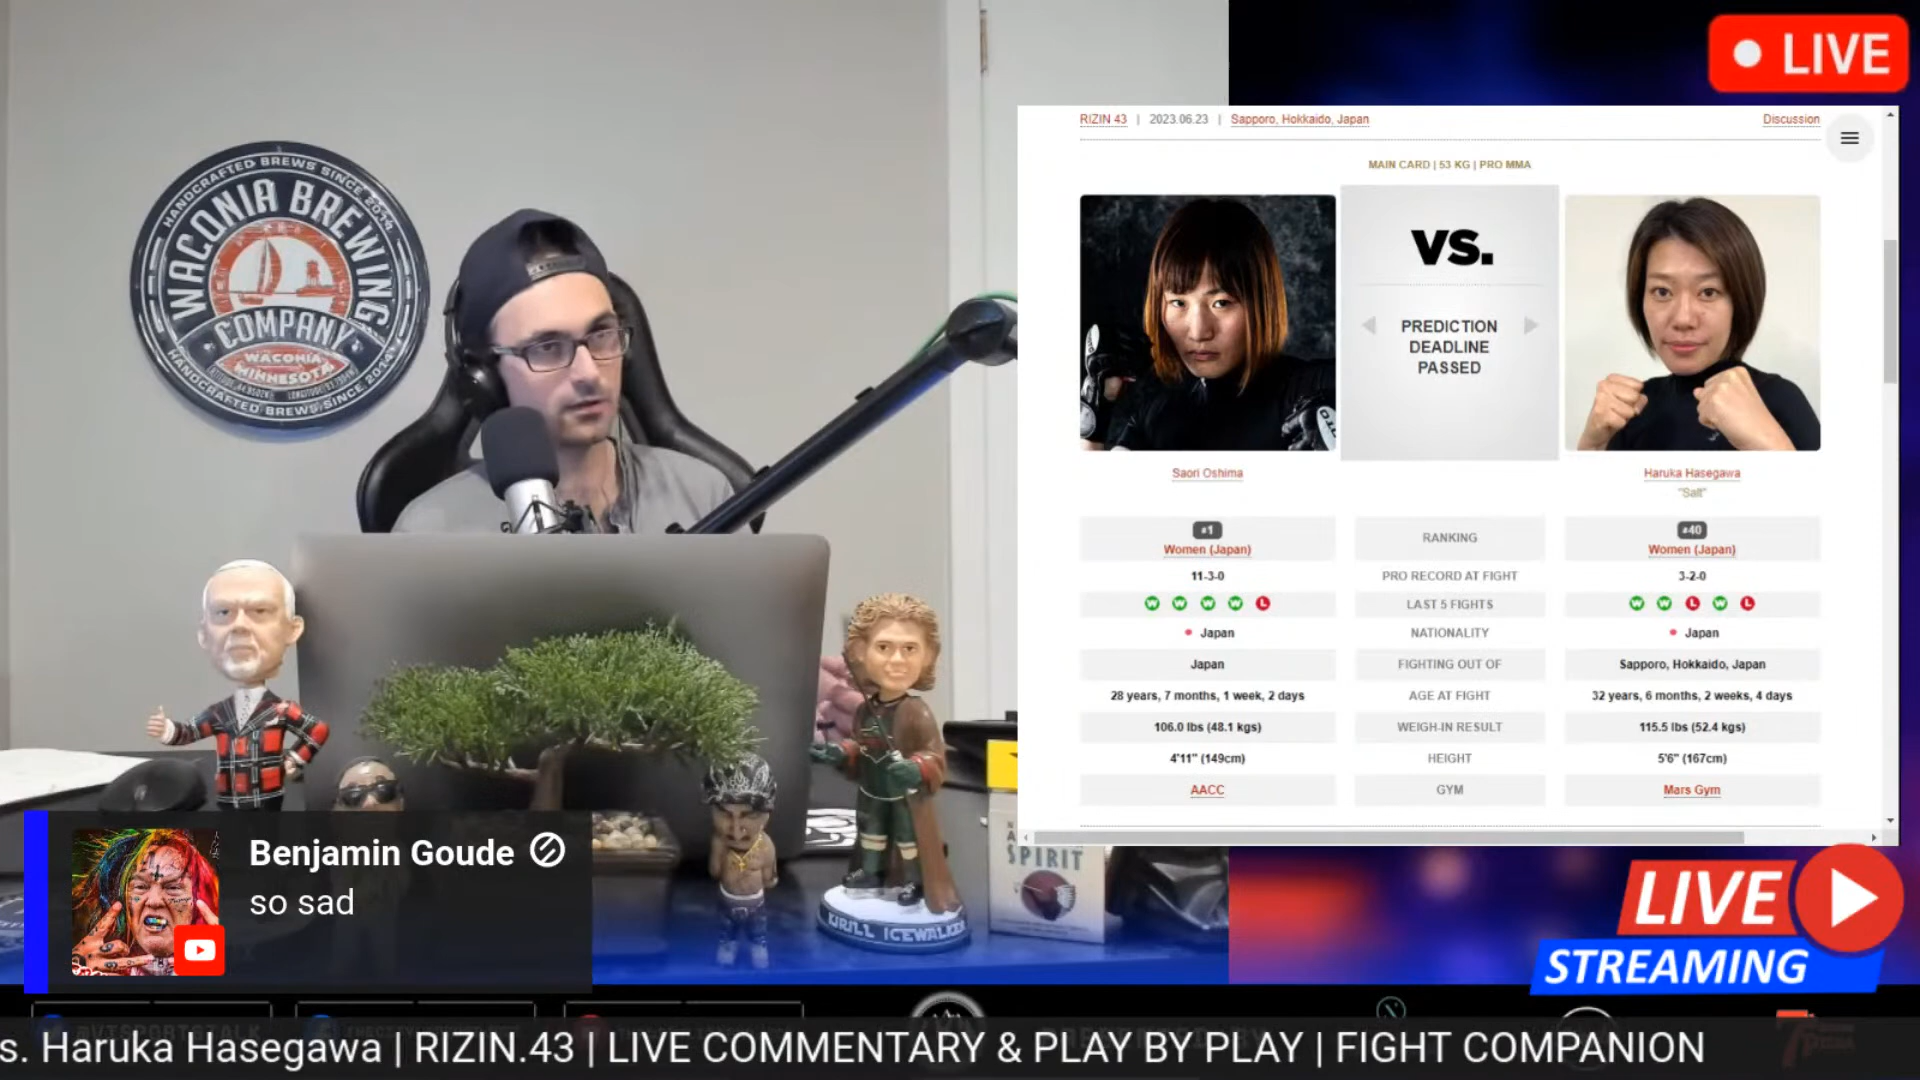 LIVE
RIZIN 43 | 2023.06.23 | Sapporo, Hokkaido, Japan
Discussion
MAIN CARD | 53 KG | PRO MMA
VS.
PREDICTION
DEADLINE
PASSED
Saori Oshima
Haruka Hasegawa
"Salt"
#1
Women (Japan)
RANKING
#40
Women (Japan)
11-3-0
PRO RECORD AT FIGHT
3-2-0
W W W W L
LAST 5 FIGHTS
W W L W L
Japan
NATIONALITY
Japan
Japan
FIGHTING OUT OF
Sapporo, Hokkaido, Japan
28 years, 7 months, 1 week, 2 days
AGE AT FIGHT
32 years, 6 months, 2 weeks, 4 days
106.0 lbs (48.1 kgs)
WEIGH-IN RESULT
115.5 lbs (52.4 kgs)
4'11" (149cm)
HEIGHT
5'6" (167cm)
AACC
GYM
Mars Gym
HANDCRAFTED BREWS SINCE 2014
WACONIA BREWING
COMPANY
WACONIA
MINNESOTA
HANDCRAFTED BREWS SINCE 2014
KIRILL ICEWALKER
SPIRIT
Benjamin Goude
so sad
LIVE
STREAMING
s. Haruka Hasegawa | RIZIN.43 | LIVE COMMENTARY & PLAY BY PLAY | FIGHT COMPANION